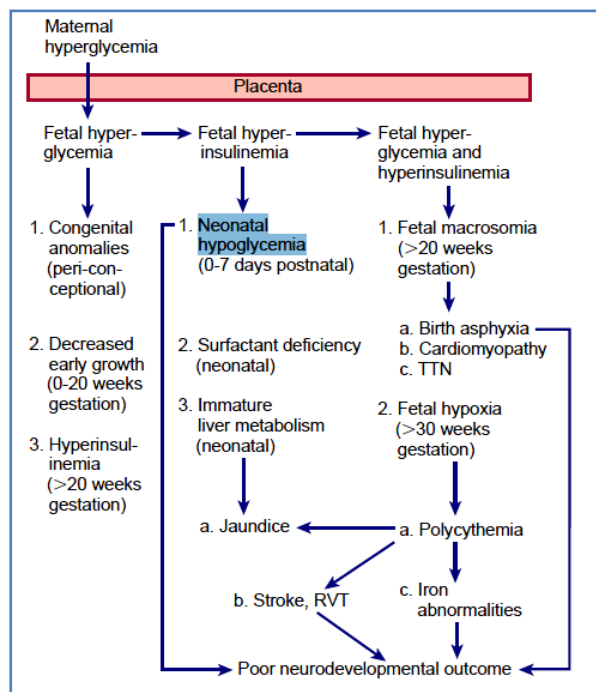 Maternal
hyperglycemia
Placenta
Fetal hyper-
glycemia
Fetal hyper-
insulinemia
Fetal hyper-
glycemia and
hyperinsulinemia
1. Congenital
anomalies
(peri-con-
ceptional)
2. Decreased
early growth
(0-20 weeks
gestation)
3. Hyperinsul-
inemia
(>20 weeks
gestation)
1. Neonatal
hypoglycemia
(0-7 days postnatal)
2. Surfactant deficiency
(neonatal)
3. Immature
liver metabolism
(neonatal)
a. Jaundice
b. Stroke, RVT
1. Fetal macrosomia
(>20 weeks
gestation)
a. Birth asphyxia
b. Cardiomyopathy
c. TTN
2. Fetal hypoxia
(>30 weeks
gestation)
a. Polycythemia
c. Iron
abnormalities
Poor neurodevelopmental outcome